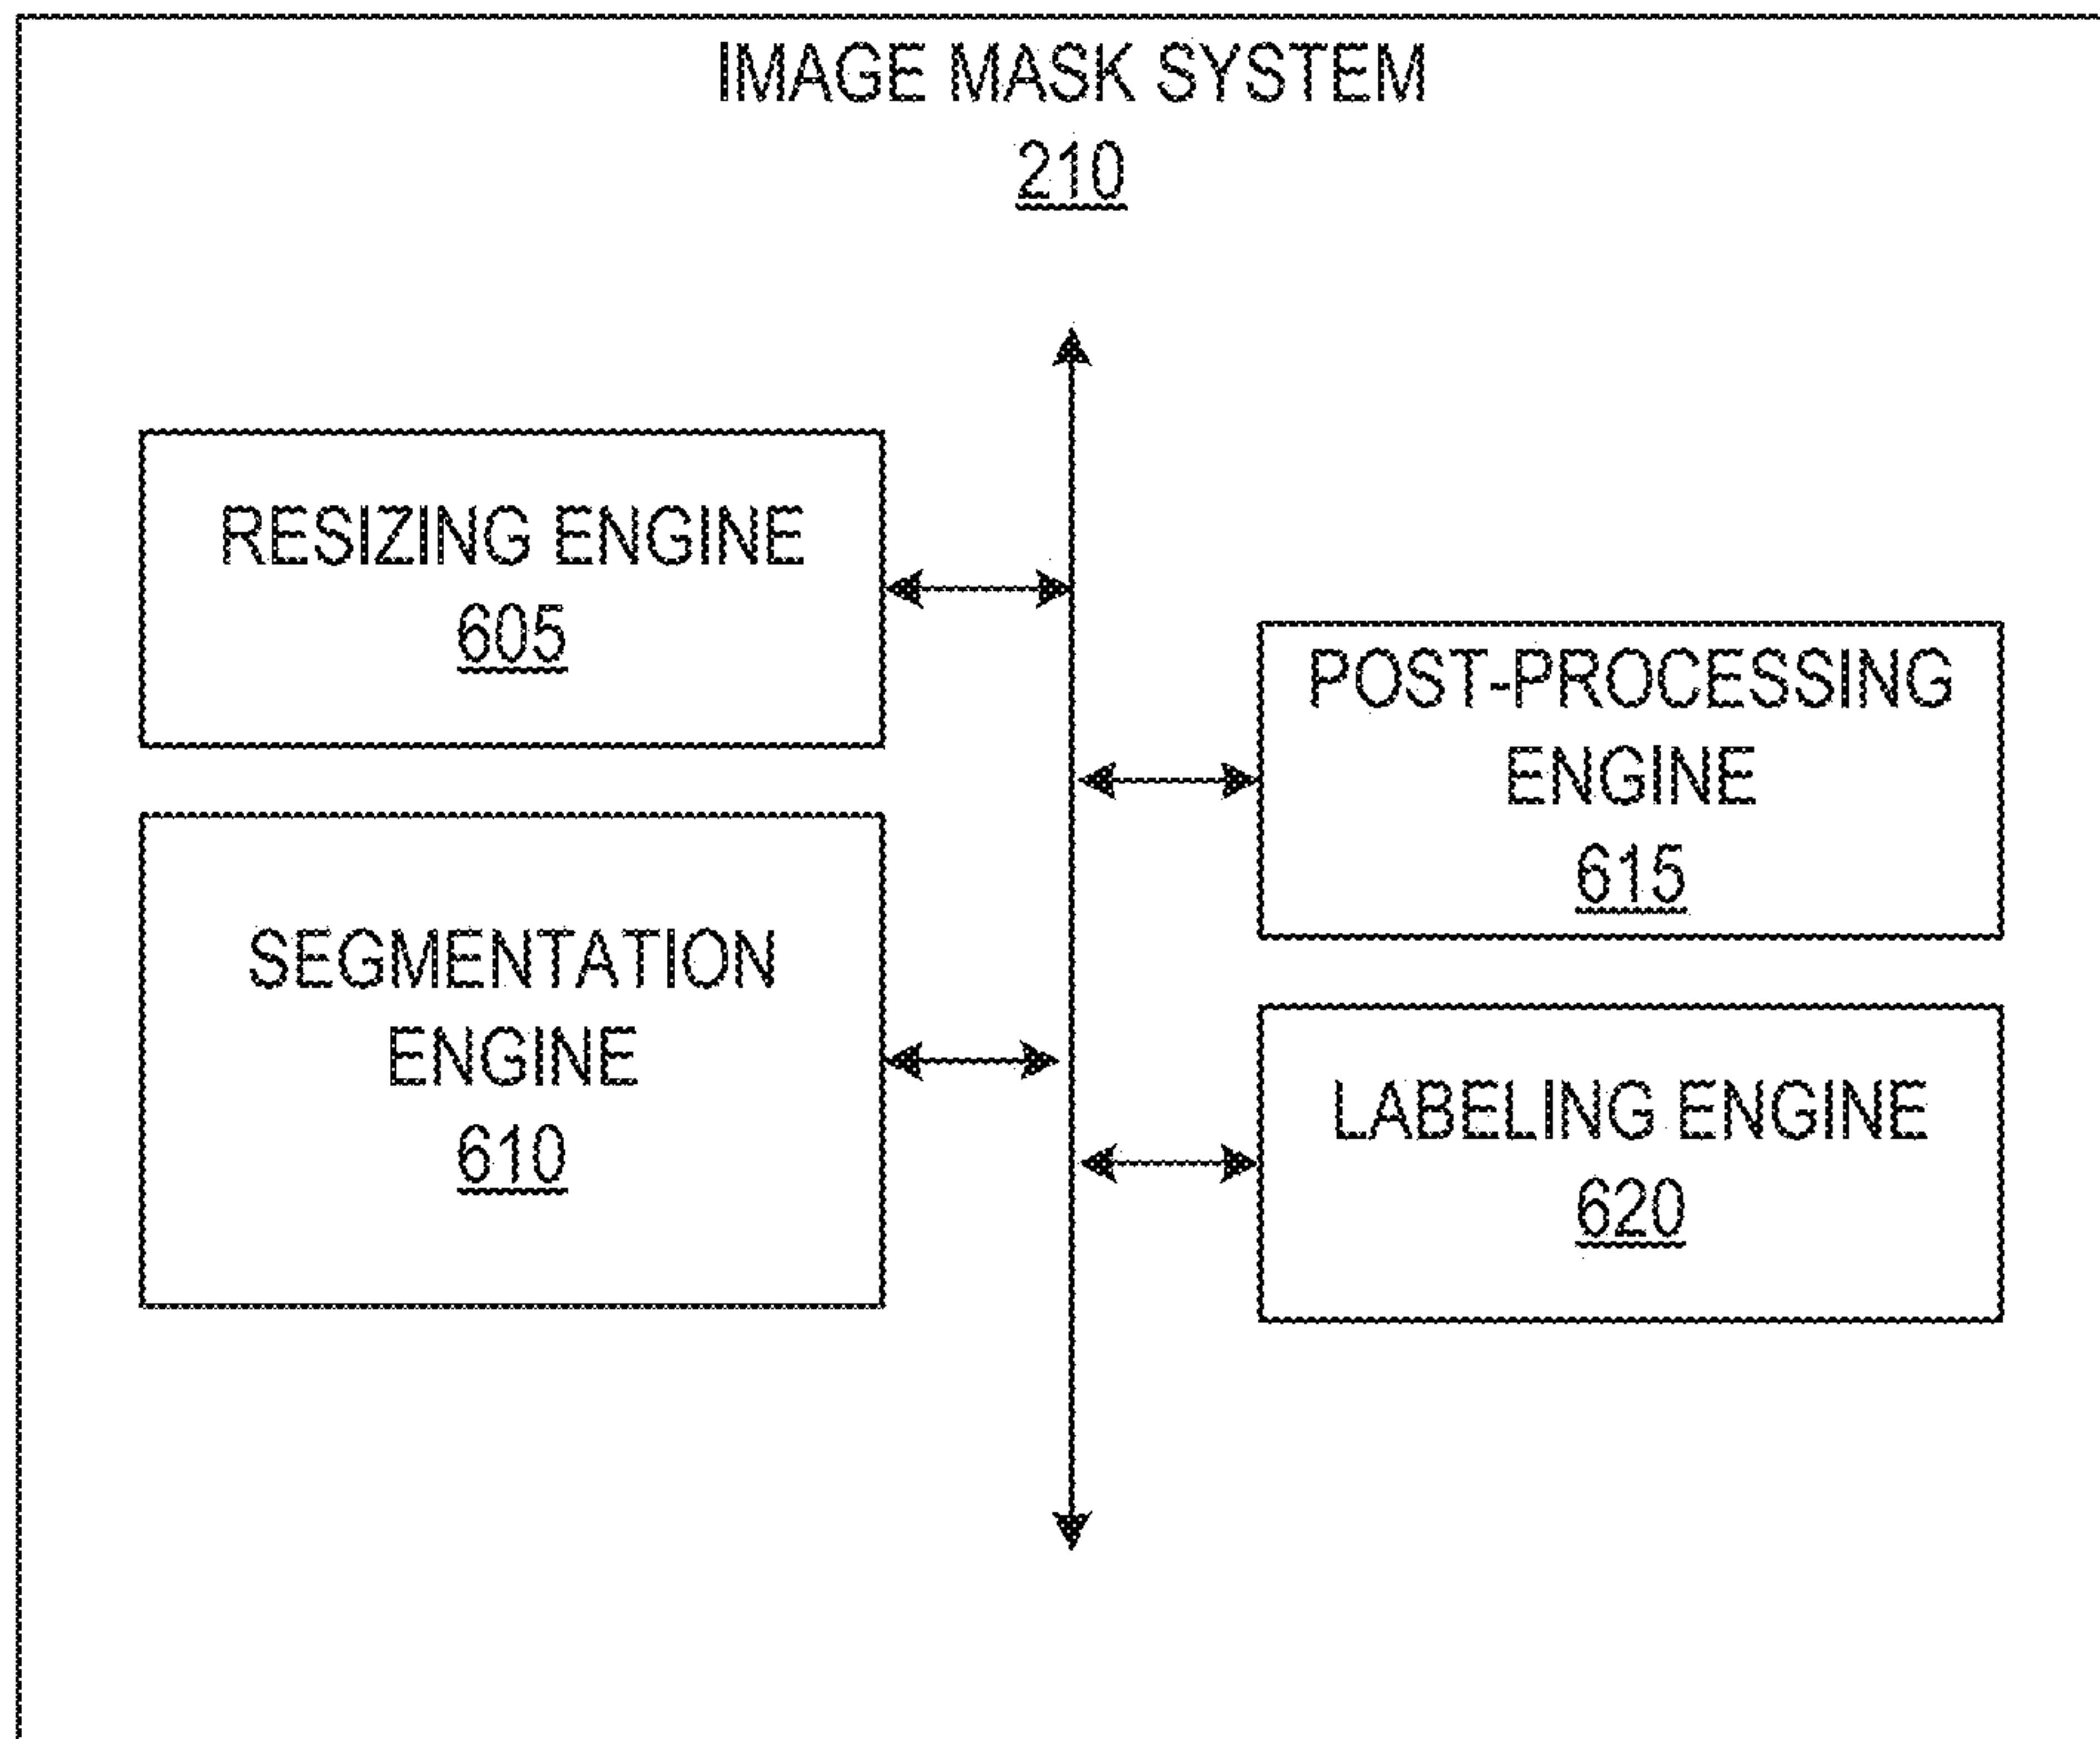 IMAGE MASK SYSTEM
210
RESIZING ENGINE
605
SEGMENTATION
ENGINE
610
POST-PROCESSING
ENGINE
615
LABELING ENGINE
620